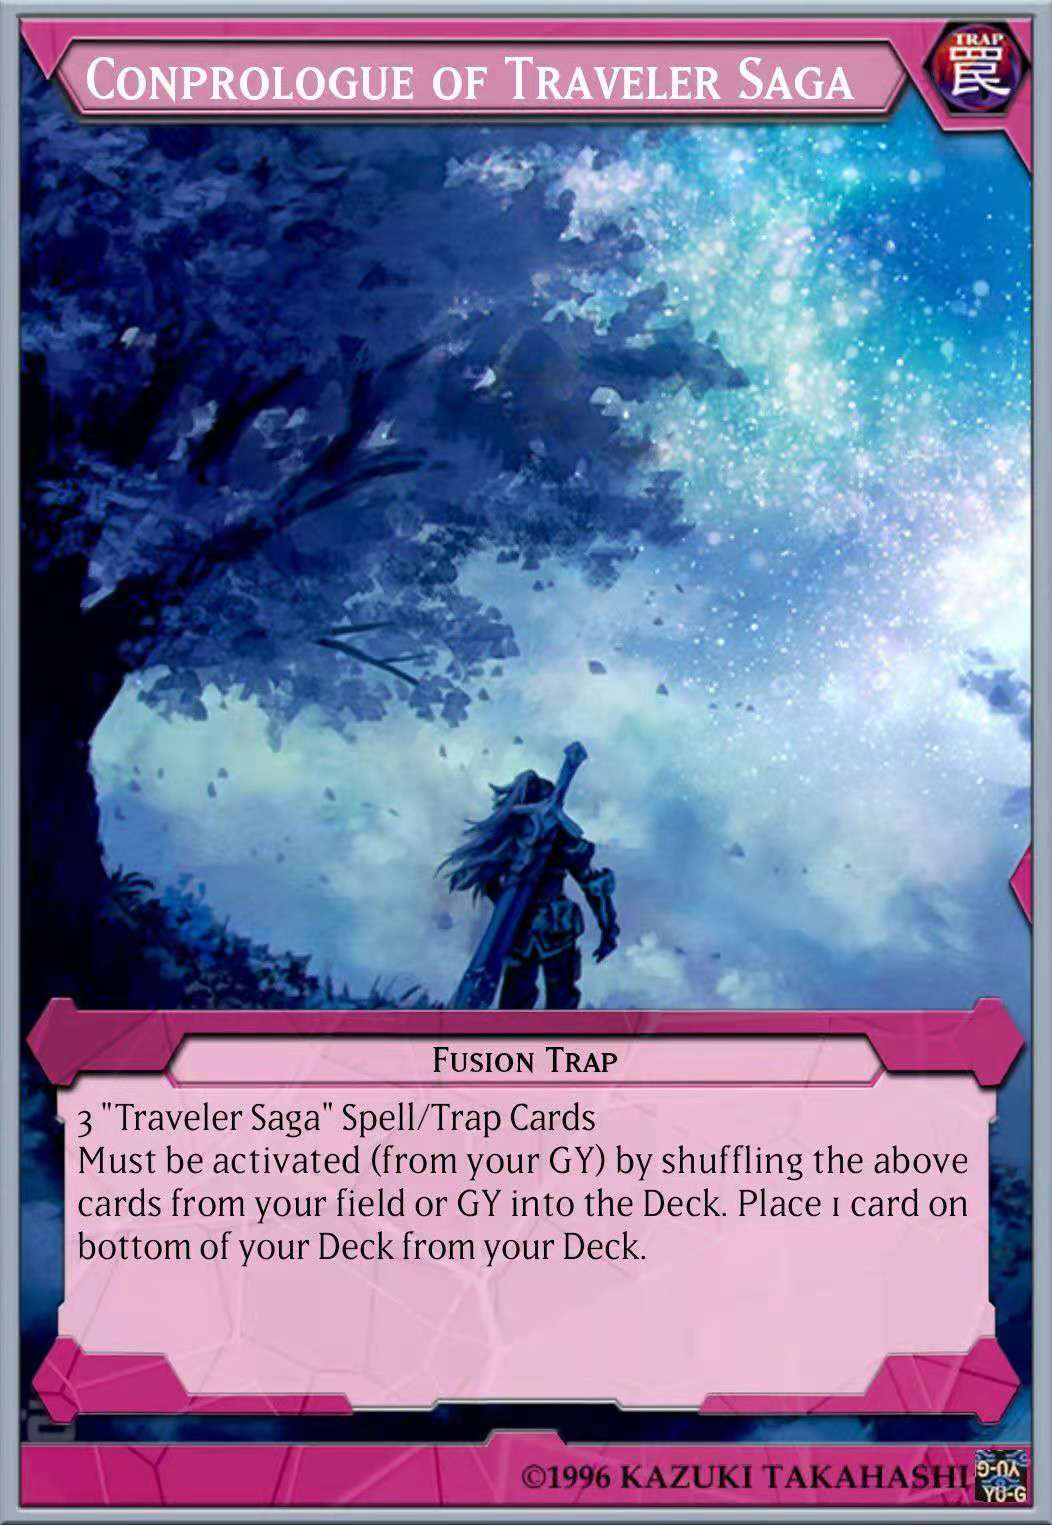 Conprologue of Traveler Saga
TRAP
罠
Fusion Trap
3 "Traveler Saga" Spell/Trap Cards
Must be activated (from your GY) by shuffling the above
cards from your field or GY into the Deck. Place 1 card on
bottom of your Deck from your Deck.
©1996 KAZUKI TAKAHASHI
YU-G
YU-G